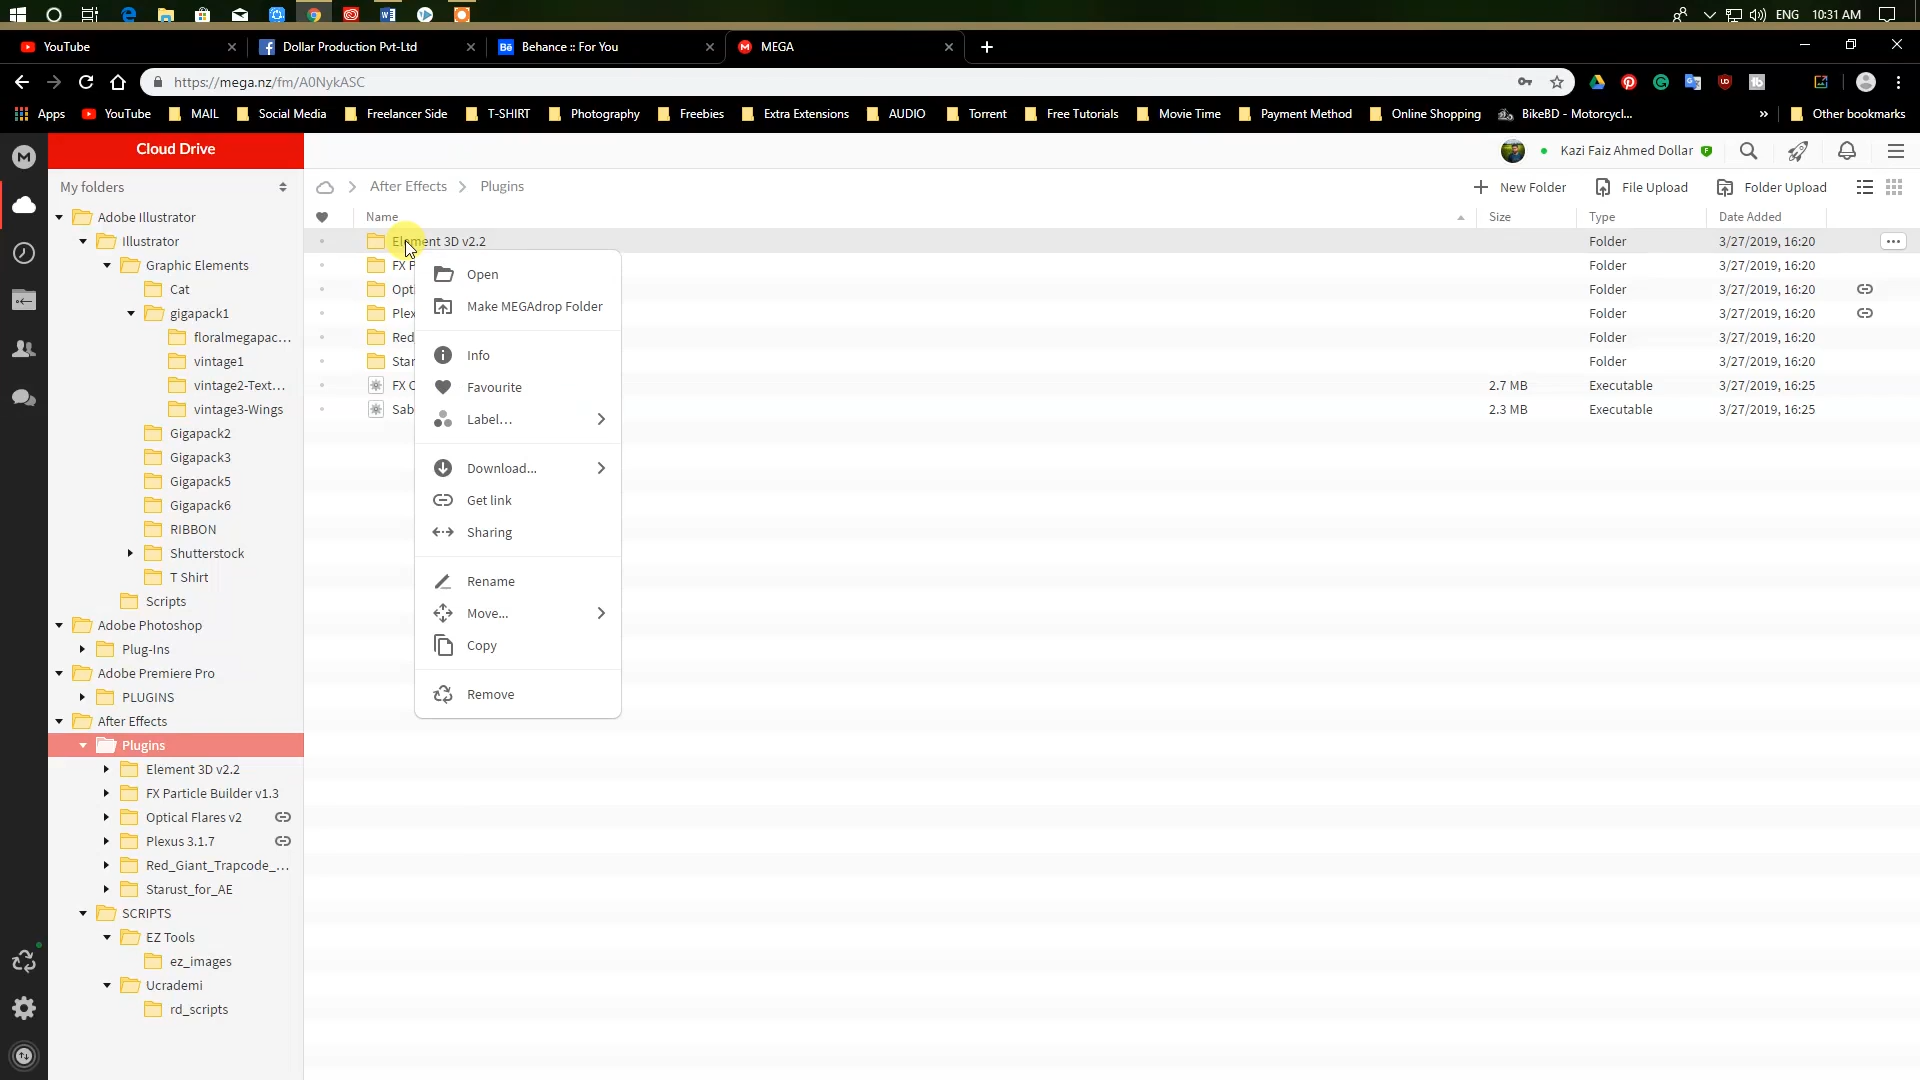 ENG 10:31 AM
YouTube Dollar Production Pvt-Ltd Behance :: For You MEGA
https://mega.nz/fm/A0NykASC
Apps YouTube MAIL Social Media Freelancer Side T-SHIRT Photography Freebies Extra Extensions AUDIO Torrent Free Tutorials Movie Time Payment Method Online Shopping BikeBD - Motorcycl... » Other bookmarks
Cloud Drive
Kazi Faiz Ahmed Dollar
My folders
After Effects Plugins
New Folder File Upload Folder Upload
Name Size Type Date Added
Element 3D v2.2 Folder 3/27/2019, 16:20
FX P Folder 3/27/2019, 16:20
Opti Folder 3/27/2019, 16:20
Plex Folder 3/27/2019, 16:20
Red Folder 3/27/2019, 16:20
Star Folder 3/27/2019, 16:20
FX C 2.7 MB Executable 3/27/2019, 16:25
Sab 2.3 MB Executable 3/27/2019, 16:25
Open
Make MEGAdrop Folder
Info
Favourite
Label...
Download...
Get link
Sharing
Rename
Move...
Copy
Remove
Adobe Illustrator
Illustrator
Graphic Elements
Cat
gigapack1
floralmegapac...
vintage1
vintage2-Text...
vintage3-Wings
Gigapack2
Gigapack3
Gigapack5
Gigapack6
RIBBON
Shutterstock
T Shirt
Scripts
Adobe Photoshop
Plug-Ins
Adobe Premiere Pro
PLUGINS
After Effects
Plugins
Element 3D v2.2
FX Particle Builder v1.3
Optical Flares v2
Plexus 3.1.7
Red_Giant_Trapcode_...
Starust_for_AE
SCRIPTS
EZ Tools
ez_images
Ucrademi
rd_scripts